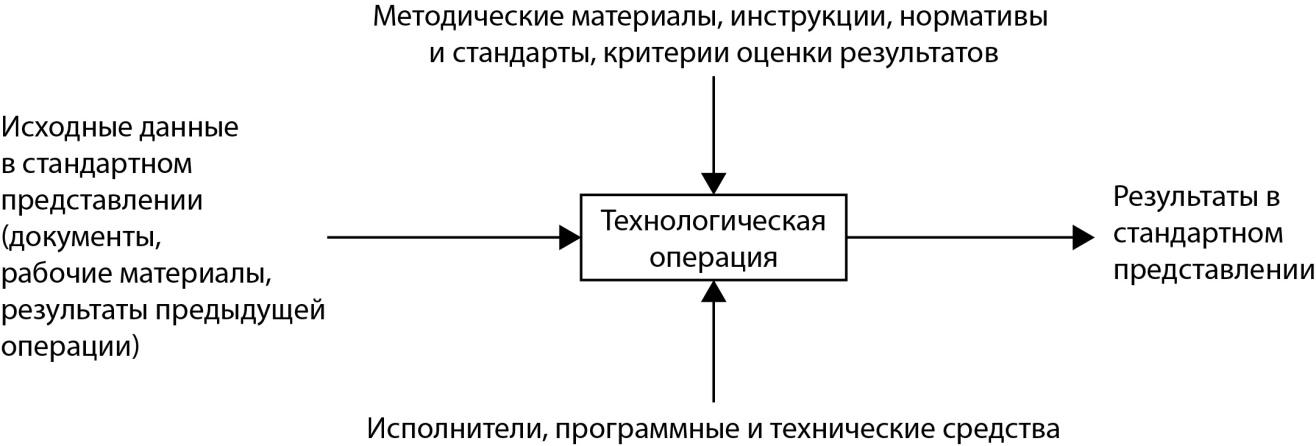 Методические материалы, инструкции, нормативы
и стандарты, критерии оценки результатов
Исходные данные
в стандартном
представлении
(документы,
рабочие материалы,
результаты предыдущей
операции)
Технологическая
операция
Результаты в
стандартном
представлении
Исполнители, программные и технические средства